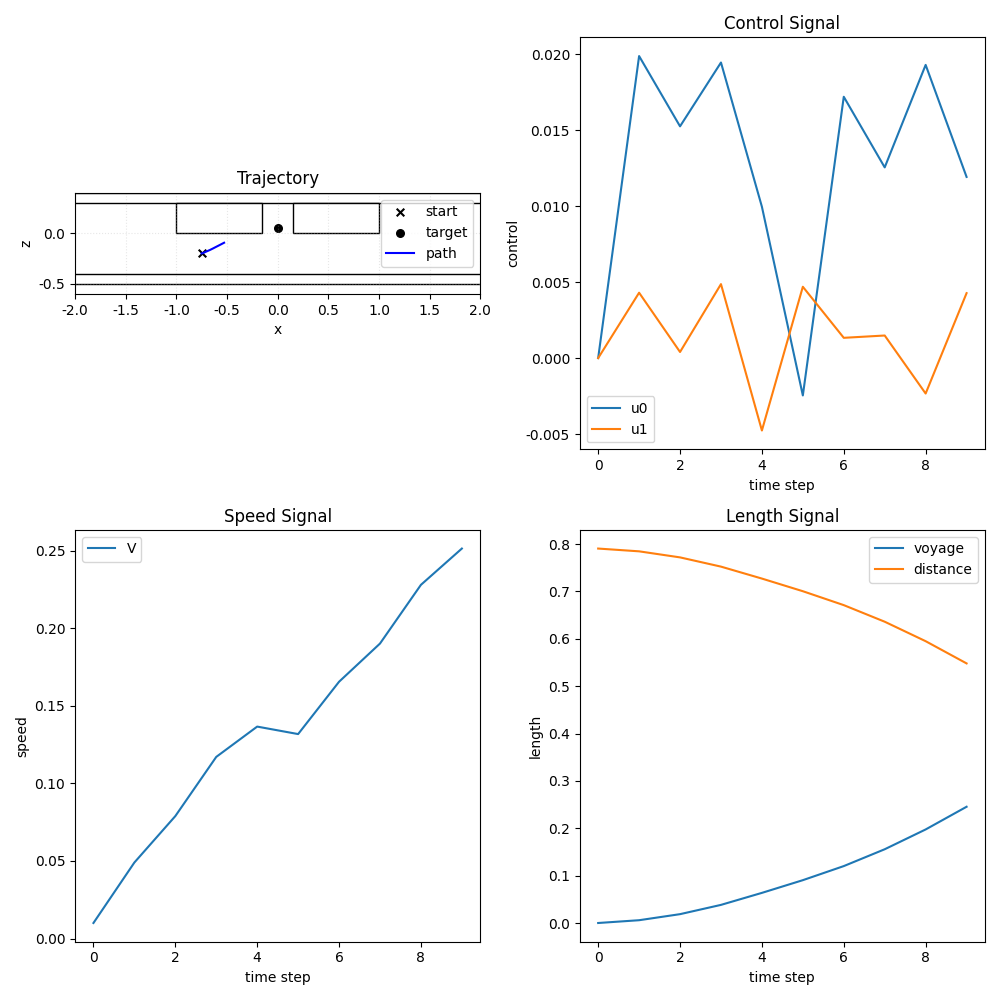 Trajectory
z
0.0
-0.5
start
target
path
-2.0 -1.5 -1.0 -0.5 0.0 0.5 1.0 1.5 2.0
x
Control Signal
control
0.020
0.015
0.010
0.005
0.000
-0.005
u0
u1
0 2 4 6 8
time step
Speed Signal
speed
0.25
0.20
0.15
0.10
0.05
0.00
V
0 2 4 6 8
time step
Length Signal
length
0.8
0.7
0.6
0.5
0.4
0.3
0.2
0.1
0.0
voyage
distance
0 2 4 6 8
time step